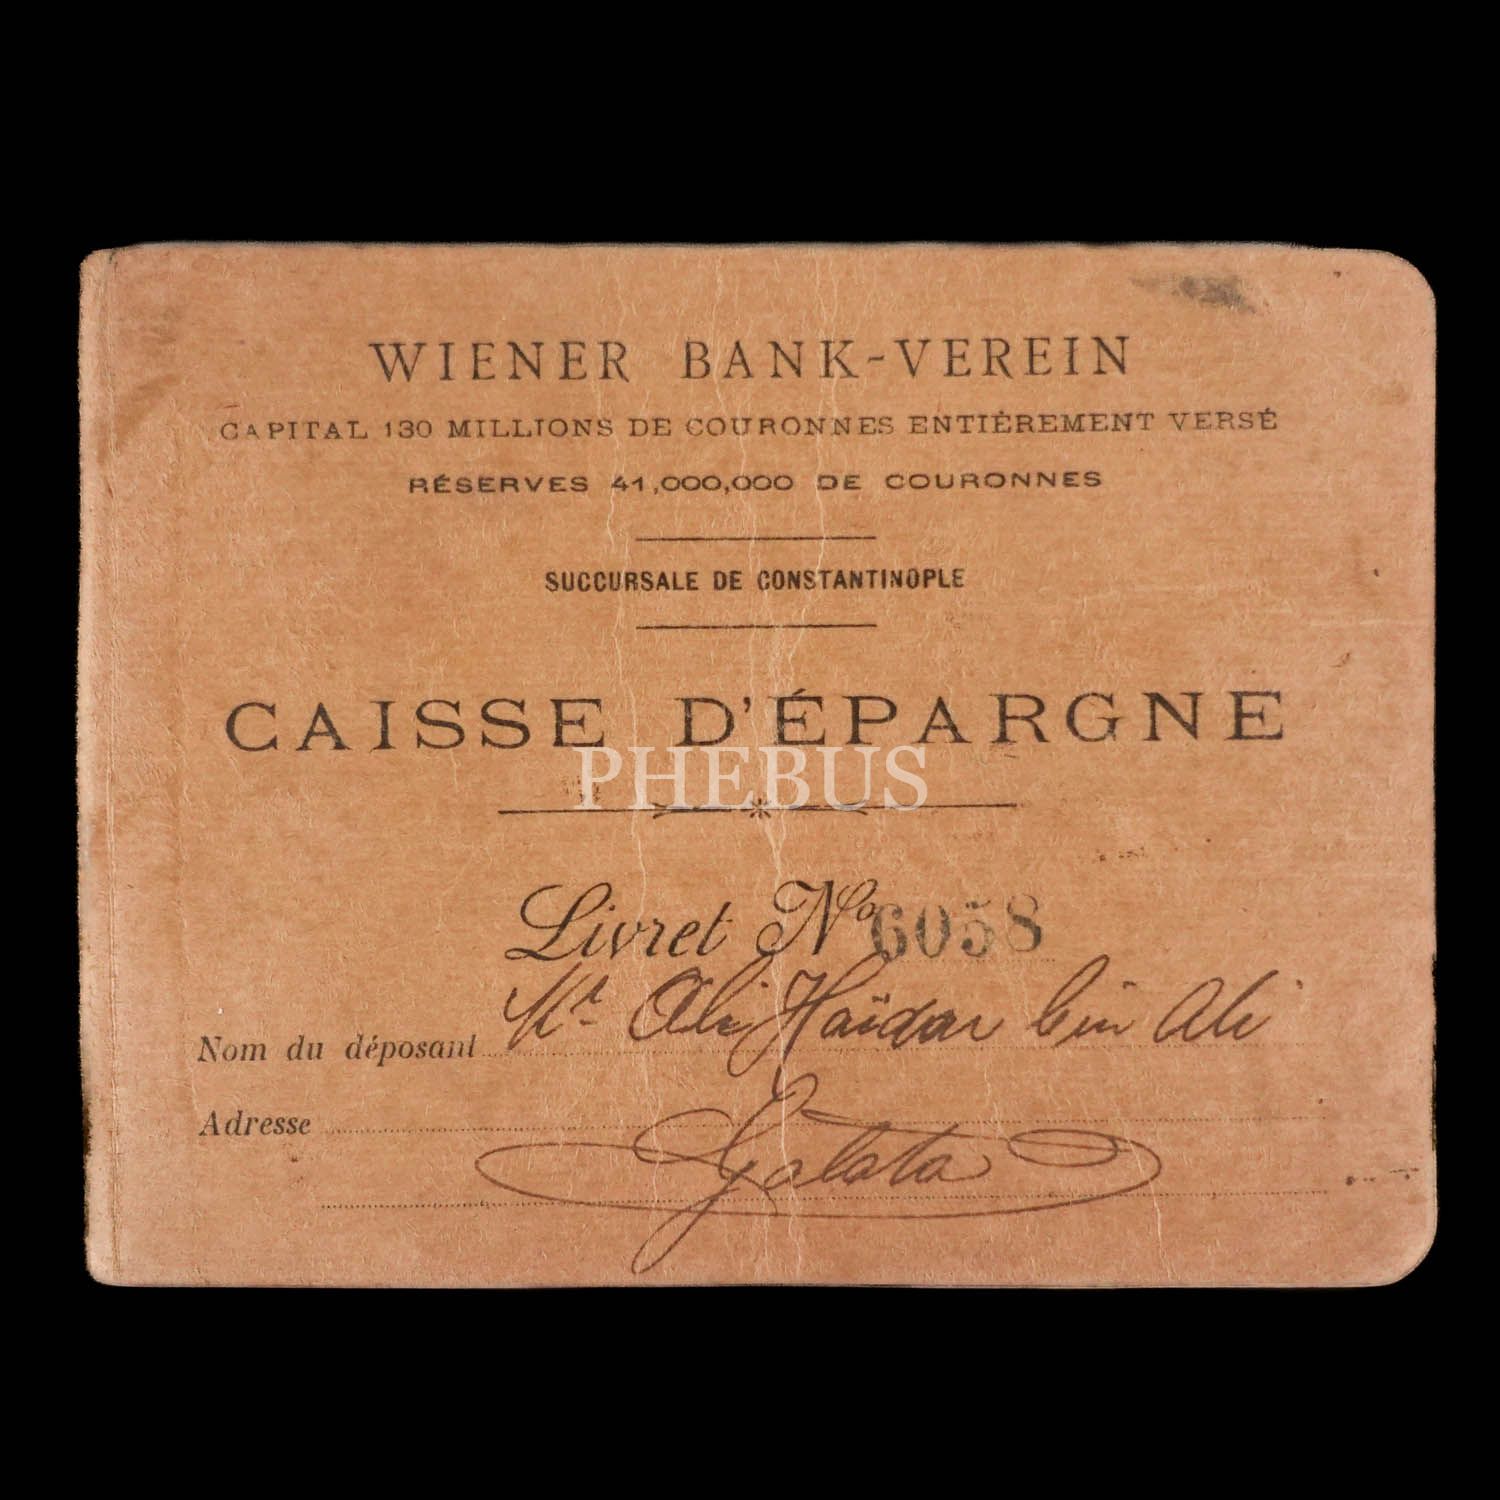 WIENER BANK-VEREIN
CAPITAL 130 MILLIONS DE COURONNES ENTIÈREMENT VERSÉ
RÉSERVES 41,000,000 DE COURONNES
SUCCURSALE DE CONSTANTINOPLE
CAISSE D'ÉPARGNE
PHEBUS
Livret No 6058
Nom du déposant Mr Ali Haïdar bin Ali
Adresse
Galata